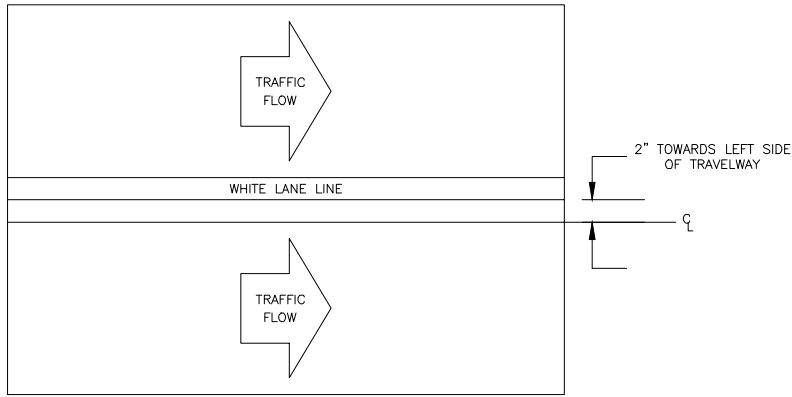 TRAFFIC
FLOW
2" TOWARDS LEFT SIDE
OF TRAVELWAY
WHITE LANE LINE
℄
TRAFFIC
FLOW